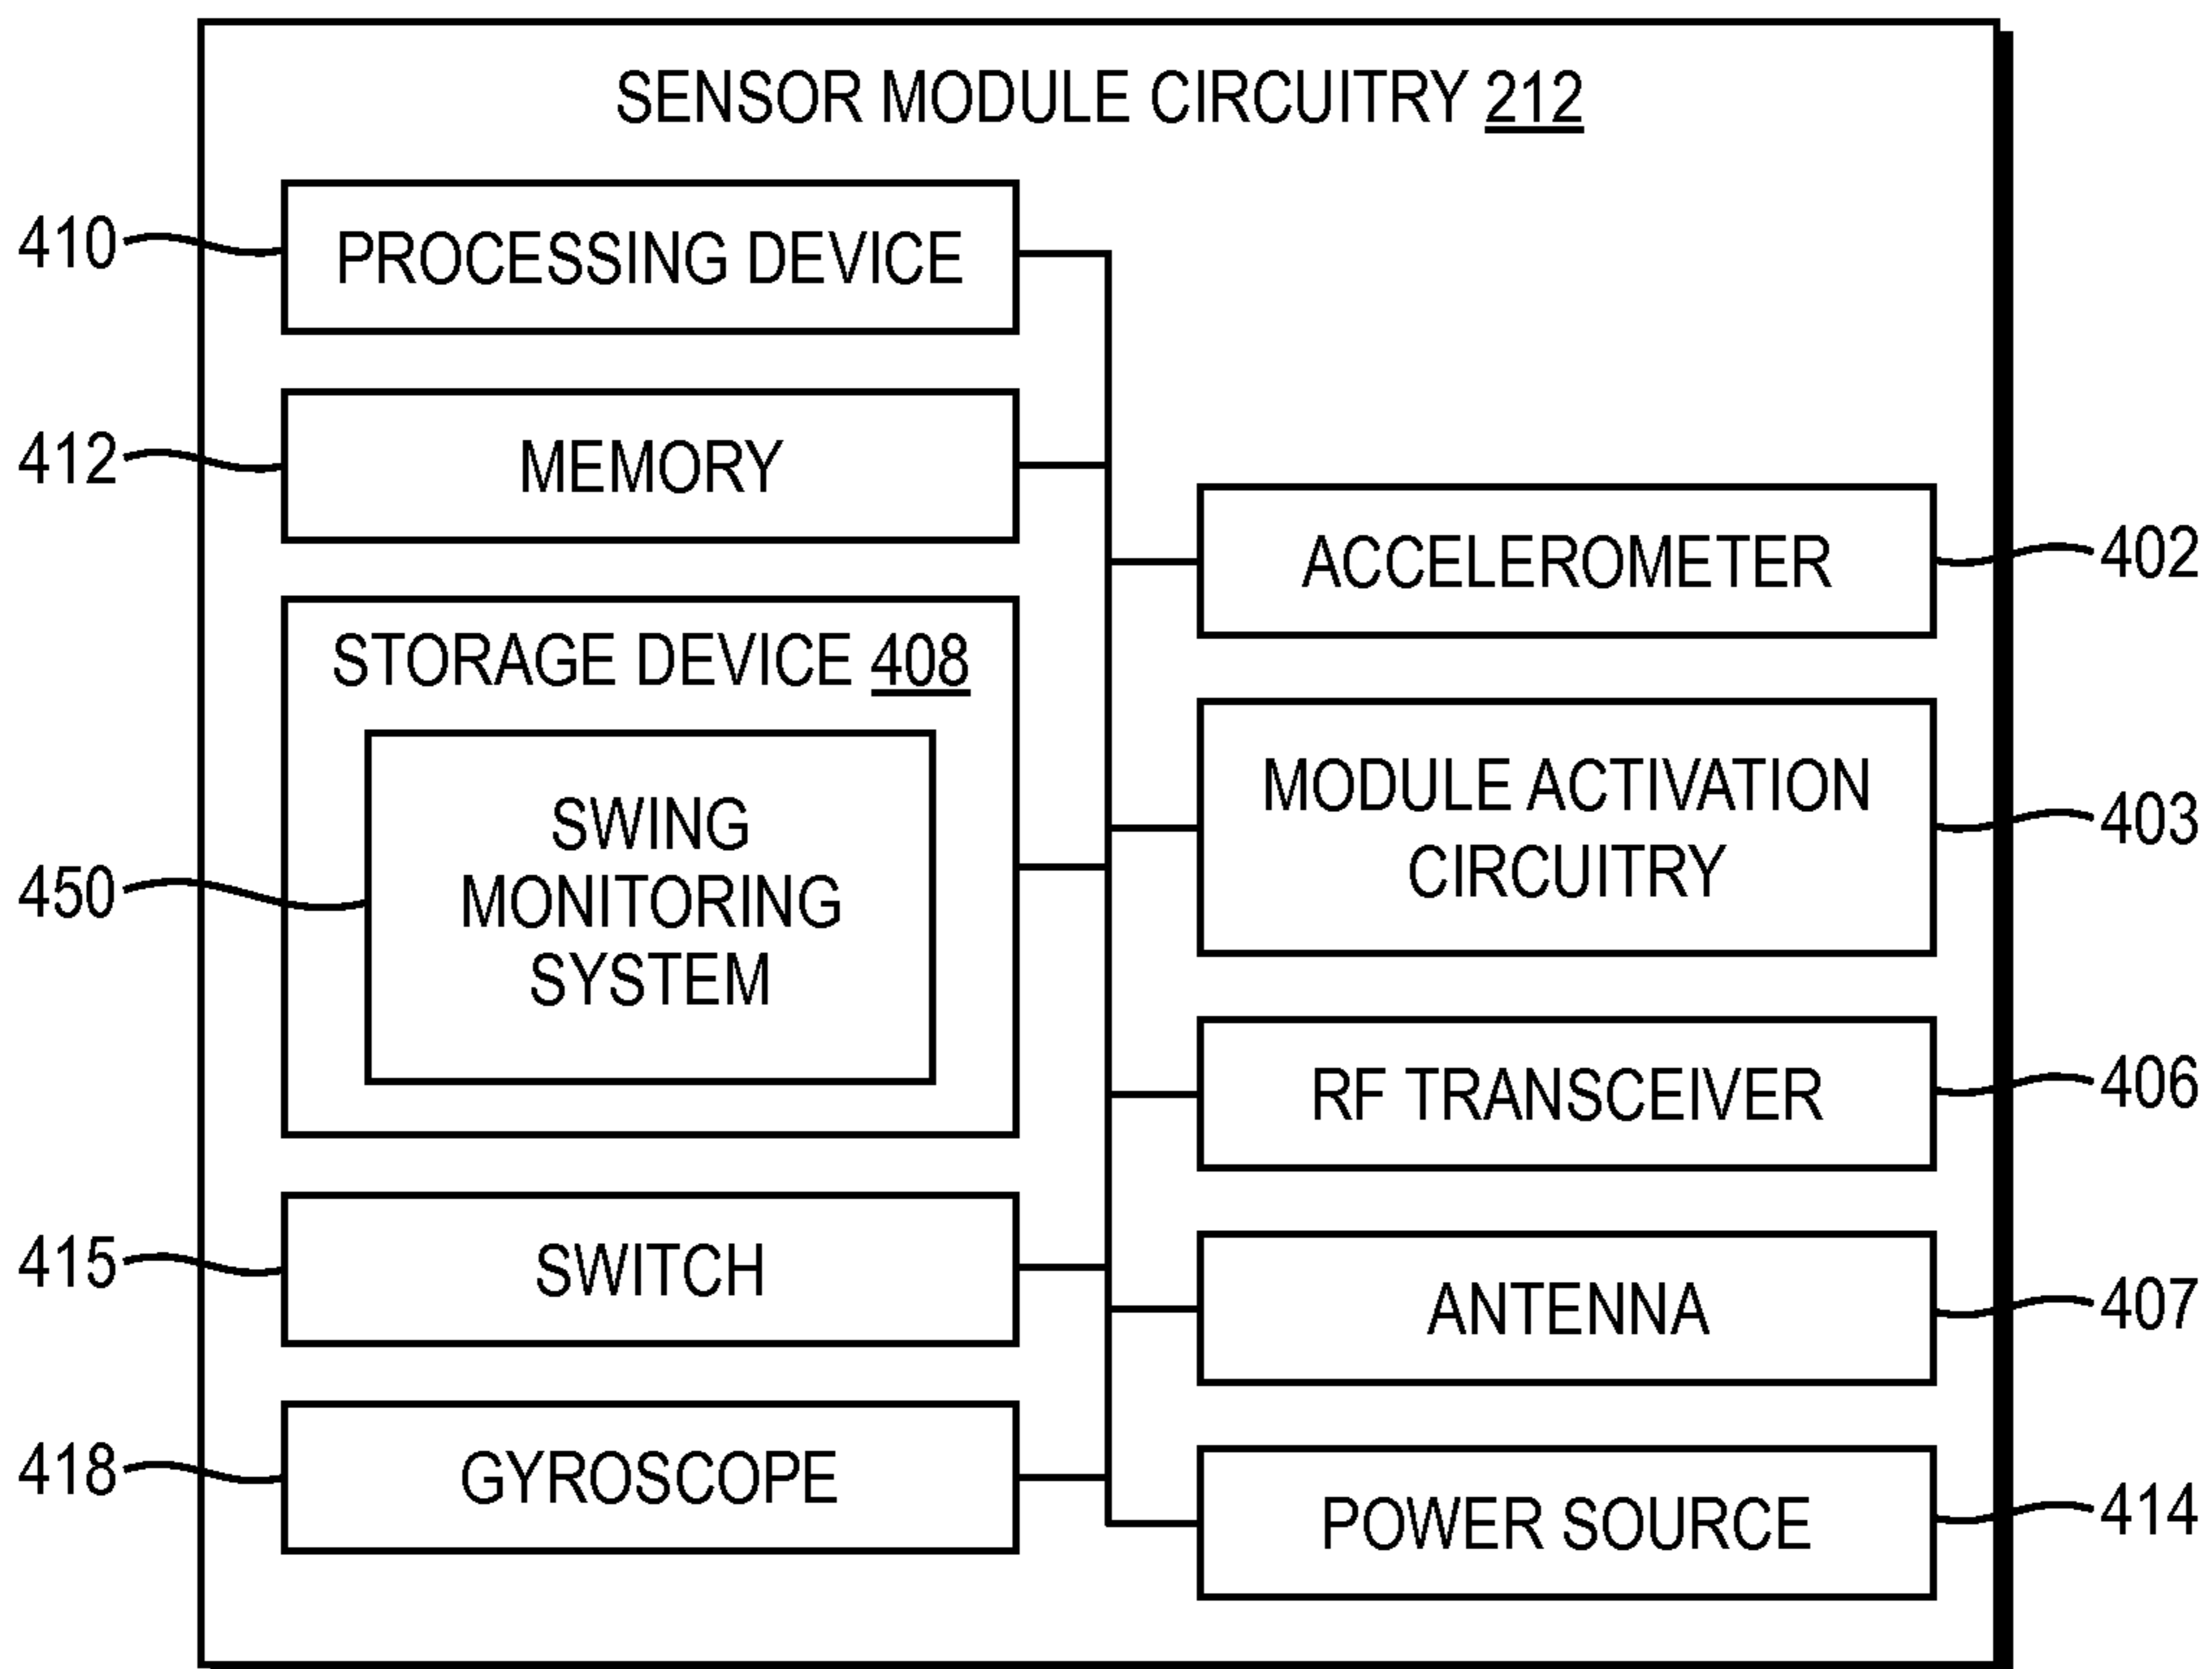 SENSOR MODULE CIRCUITRY 212
410
PROCESSING DEVICE
412
MEMORY
STORAGE DEVICE 408
450
SWING
MONITORING
SYSTEM
415
SWITCH
418
GYROSCOPE
ACCELEROMETER
402
MODULE ACTIVATION
CIRCUITRY
403
RF TRANSCEIVER
406
ANTENNA
407
POWER SOURCE
414